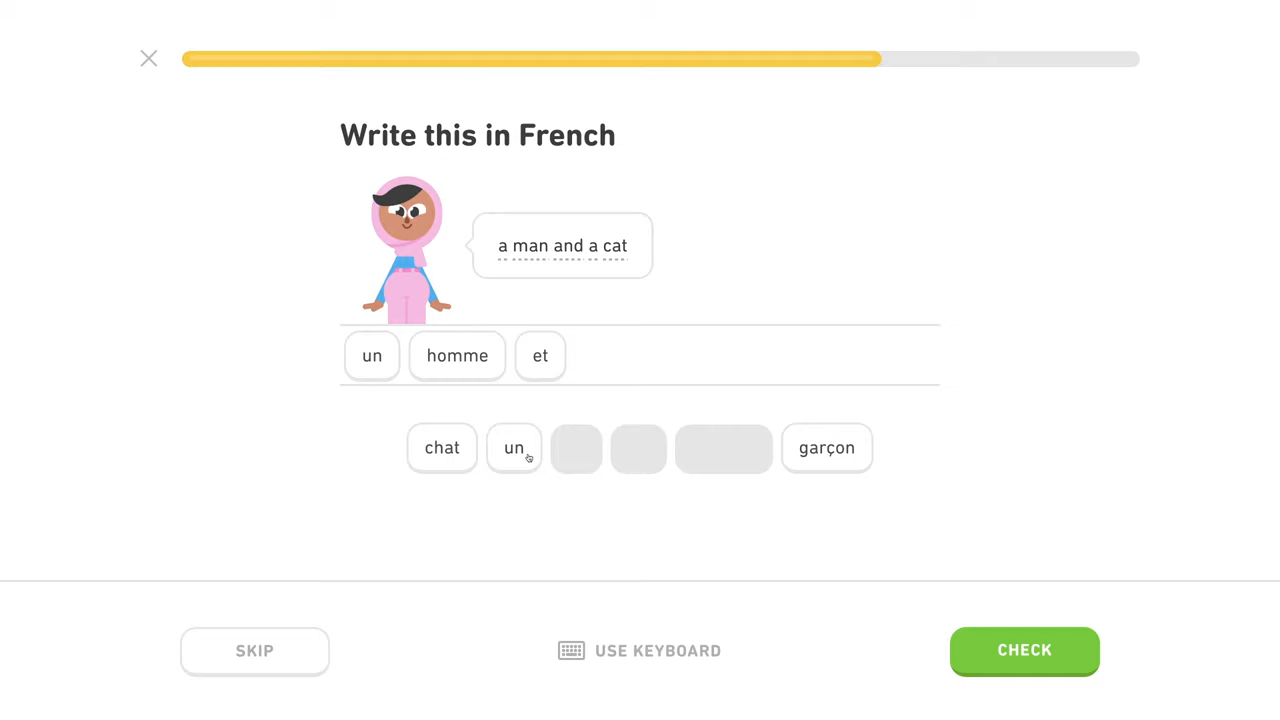 Write this in French
a man and a cat
un homme et
chat un garçon
SKIP USE KEYBOARD CHECK